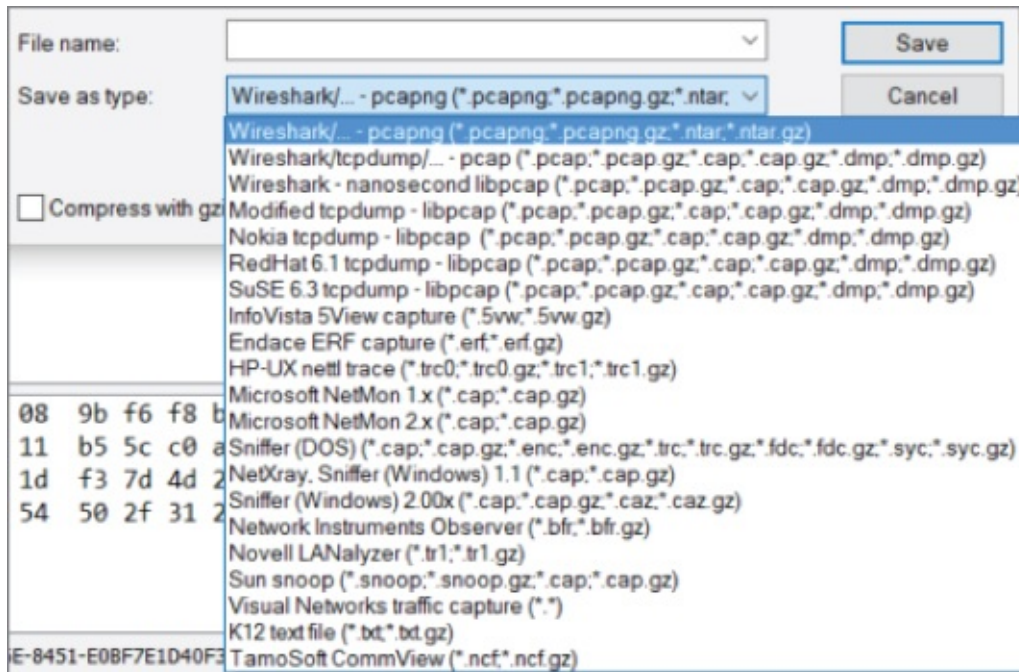 File name:
Save
Save as type:
Wireshark/... - pcapng (*.pcapng;*.pcapng.gz;*.ntar;
Cancel
Wireshark/... - pcapng (*.pcapng;*.pcapng.gz;*.ntar;*.ntar.gz)
Wireshark/tcpdump/... - pcap (*.pcap;*.pcap.gz;*.cap;*.cap.gz;*.dmp;*.dmp.gz)
Wireshark - nanosecond libpcap (*.pcap;*.pcap.gz;*.cap;*.cap.gz;*.dmp;*.dmp.gz)
Compress with gzi
Modified tcpdump - libpcap (*.pcap;*.pcap.gz;*.cap;*.cap.gz;*.dmp;*.dmp.gz)
Nokia tcpdump - libpcap (*.pcap;*.pcap.gz;*.cap;*.cap.gz;*.dmp;*.dmp.gz)
RedHat 6.1 tcpdump - libpcap (*.pcap;*.pcap.gz;*.cap;*.cap.gz;*.dmp;*.dmp.gz)
SuSE 6.3 tcpdump - libpcap (*.pcap;*.pcap.gz;*.cap;*.cap.gz;*.dmp;*.dmp.gz)
InfoVista 5View capture (*.5vw;*.5vw.gz)
Endace ERF capture (*.erf;*.erf.gz)
HP-UX nettl trace (*.trc0;*.trc0.gz;*.trc1;*.trc1.gz)
Microsoft NetMon 1.x (*.cap;*.cap.gz)
08 9b f6 f8 b
Microsoft NetMon 2.x (*.cap;*.cap.gz)
11 b5 5c c0 a
Sniffer (DOS) (*.cap;*.cap.gz;*.enc;*.enc.gz;*.trc;*.trc.gz;*.fdc;*.fdc.gz;*.syc;*.syc.gz)
1d f3 7d 4d 2
NetXray, Sniffer (Windows) 1.1 (*.cap;*.cap.gz)
54 50 2f 31 2
Sniffer (Windows) 2.00x (*.cap;*.cap.gz;*.caz;*.caz.gz)
Network Instruments Observer (*.bfr;*.bfr.gz)
Novell LANalyzer (*.tr1;*.tr1.gz)
Sun snoop (*.snoop;*.snoop.gz;*.cap;*.cap.gz)
Visual Networks traffic capture (*.*)
K12 text file (*.txt;*.txt.gz)
E-8451-E0BF7E1D40F3
TamoSoft CommView (*.ncf;*.ncf.gz)